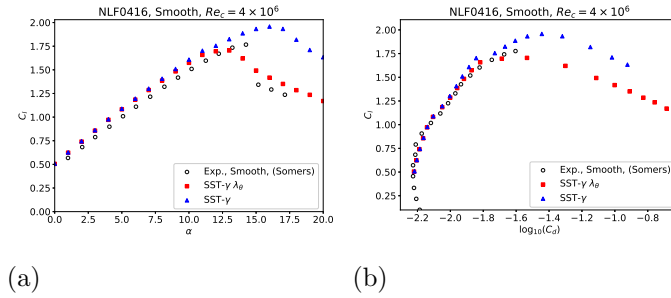 NLF0416, Smooth, Re_c = 4 × 10^6
C_l
2.00
1.75
1.50
1.25
1.00
0.75
0.50
0.25
0.00
Exp., Smooth, (Somers)
SST-γ λ_θ
SST-γ
0.0 2.5 5.0 7.5 10.0 12.5 15.0 17.5 20.0
α
(a)
NLF0416, Smooth, Re_c = 4 × 10^6
C_l
2.00
1.75
1.50
1.25
1.00
0.75
0.50
0.25
Exp., Smooth, (Somers)
SST-γ λ_θ
SST-γ
−2.2 −2.0 −1.8 −1.6 −1.4 −1.2 −1.0 −0.8
log_10(C_d)
(b)